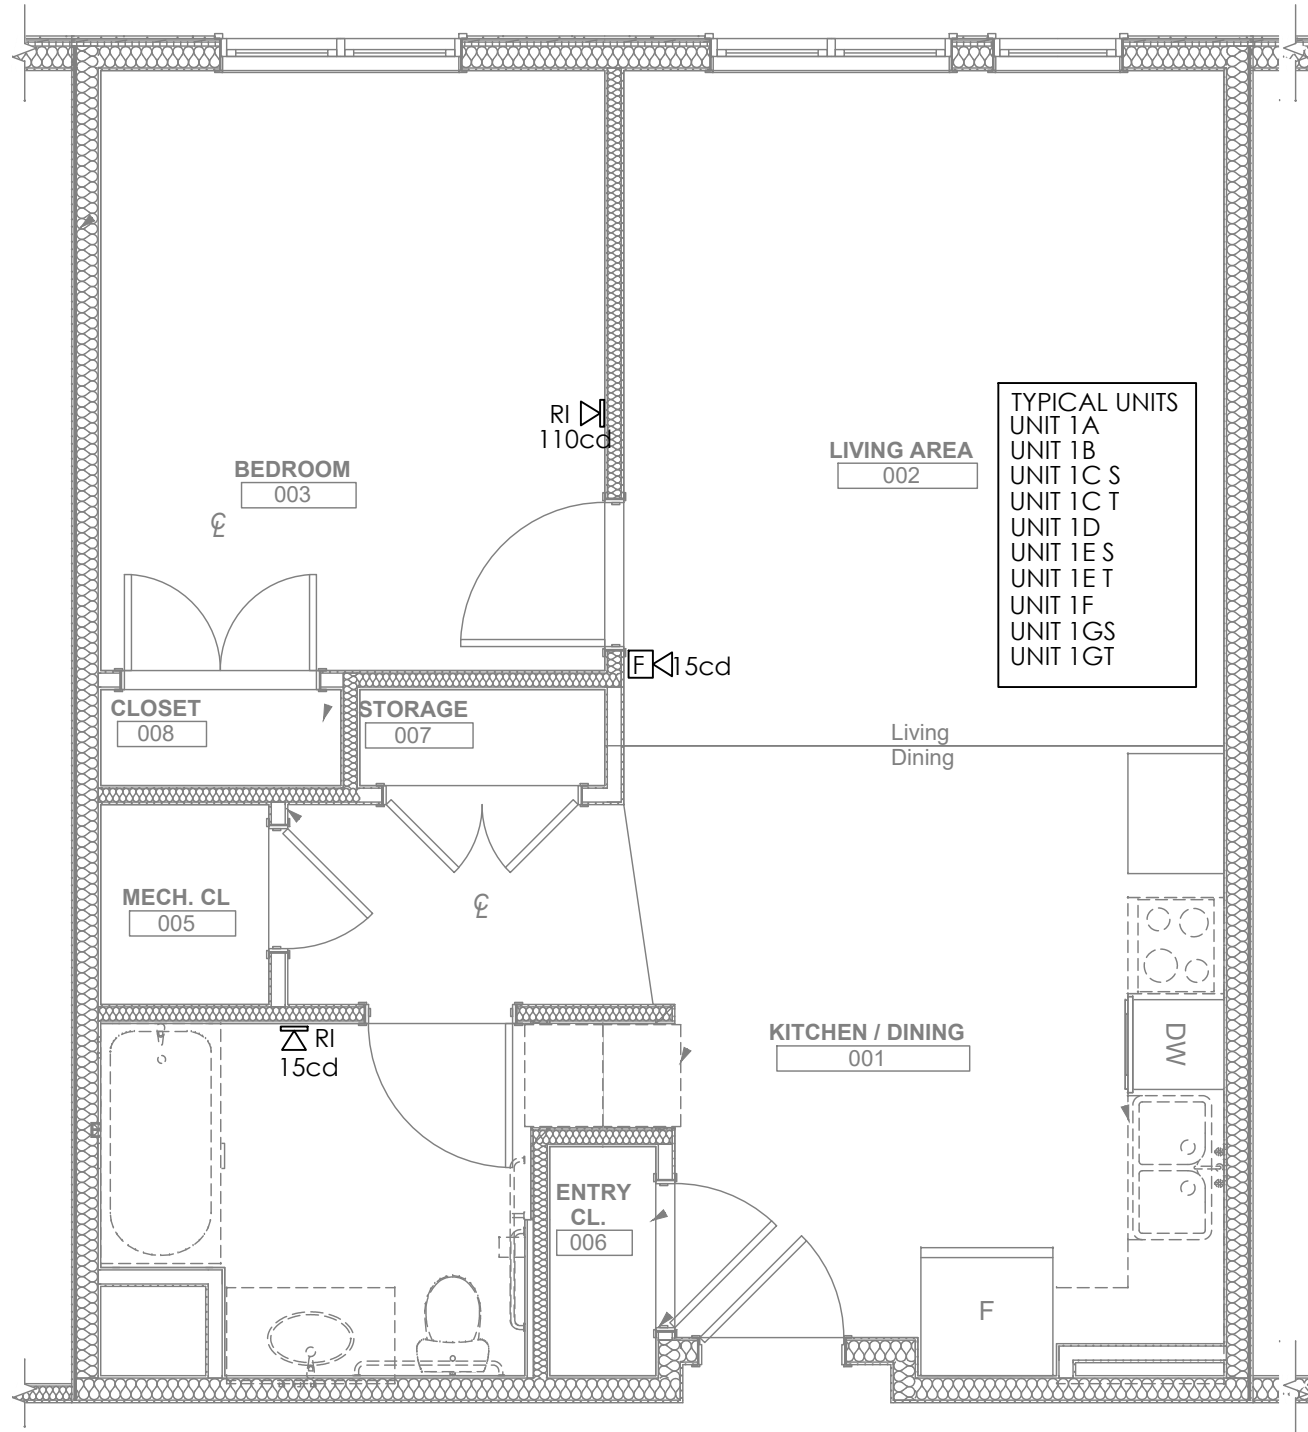 RI
110cd
BEDROOM
003
℄
LIVING AREA
002
TYPICAL UNITS
UNIT 1A
UNIT 1B
UNIT 1C S
UNIT 1C T
UNIT 1D
UNIT 1E S
UNIT 1E T
UNIT 1F
UNIT 1GS
UNIT 1GT
F 15cd
CLOSET
008
STORAGE
007
Living
Dining
MECH. CL
005
℄
RI
15cd
KITCHEN / DINING
001
DW
ENTRY
CL.
006
F